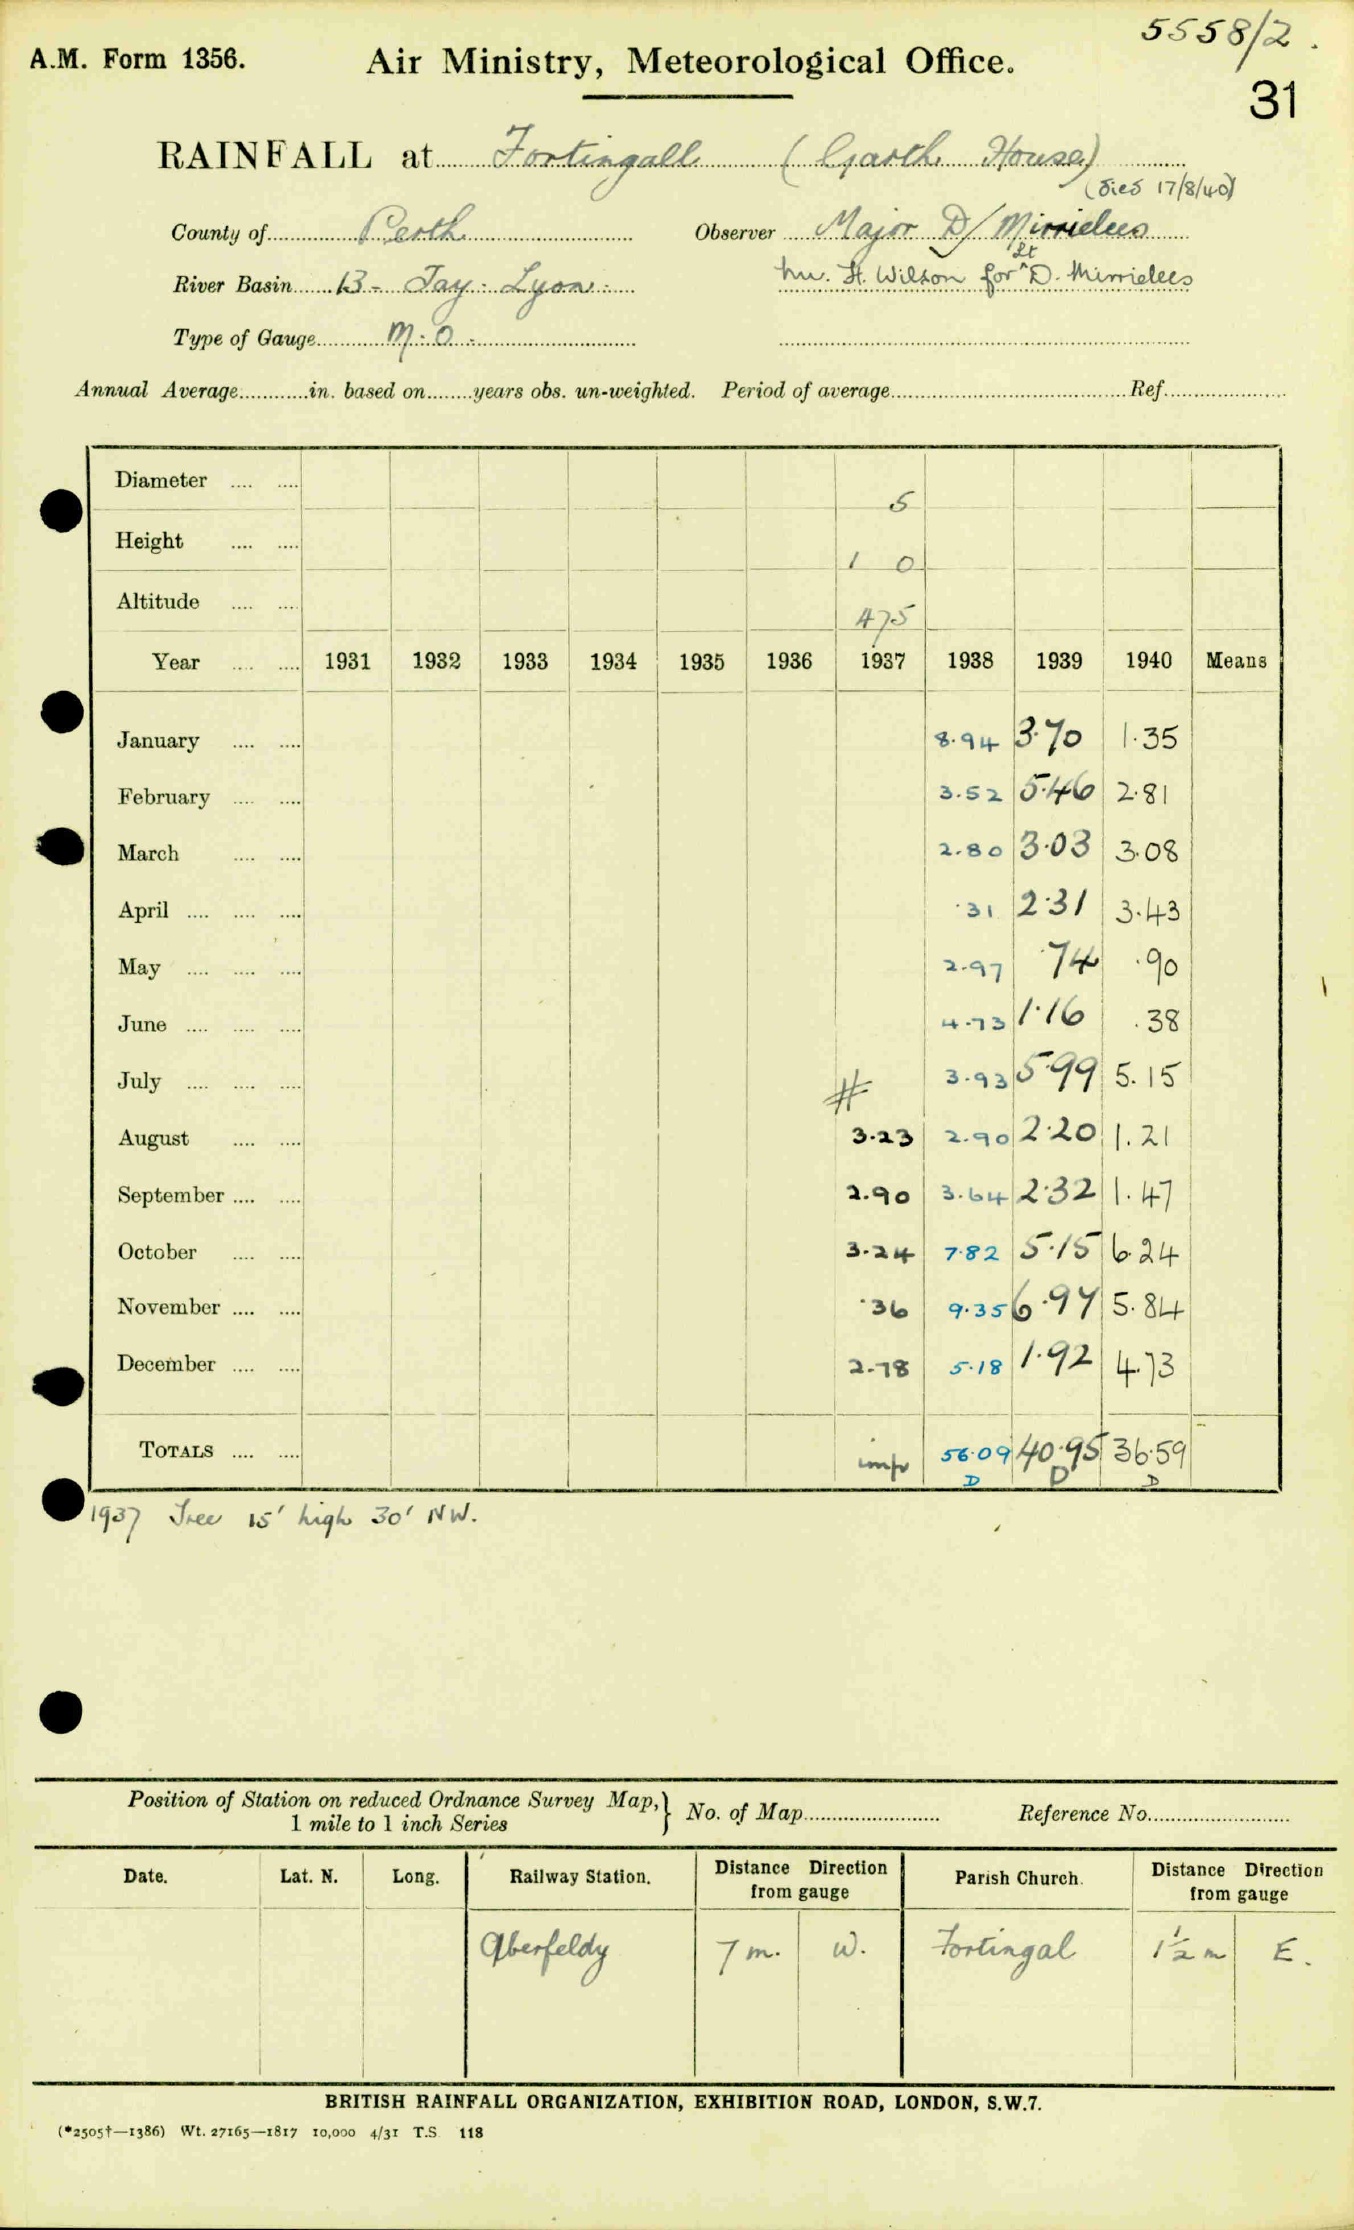 5558/2.
A.M. Form 1356. Air Ministry, Meteorological Office.
31
RAINFALL at Fortingall (Garth House)
(Died 17/8/40)
County of Perth Observer Major D Mirrielees
River Basin 13 - Tay. Lyon. H. Wilson for Lt D. Mirrielees
Type of Gauge M.O.
Annual Average in. based on years obs. un-weighted. Period of average Ref.
Diameter 5
Height 1 0
Altitude 475
Year 1931 1932 1933 1934 1935 1936 1937 1938 1939 1940 Means
January 8.94 3.70 1.35
February 3.52 5.46 2.81
March 2.80 3.03 3.08
April .31 2.31 3.43
May 2.97 .74 .90
June 4.73 1.16 .38
July # 3.93 5.99 5.15
August 3.23 2.90 2.20 1.21
September 2.90 3.64 2.32 1.47
October 3.24 7.82 5.15 6.24
November .36 9.35 6.97 5.84
December 2.78 5.18 1.92 4.73
TOTALS imp 56.09 40.95 36.59
D D D
1937 Tree 15' high 30' NW.
Position of Station on reduced Ordnance Survey Map, } No. of Map Reference No.
1 mile to 1 inch Series
Date. Lat. N. Long. Railway Station. Distance Direction from gauge Parish Church. Distance Direction from gauge
Aberfeldy 7 m. W. Fortingal 1½ m E.
BRITISH RAINFALL ORGANIZATION, EXHIBITION ROAD, LONDON, S.W.7.
(*2505†—1386) Wt. 27165—1817 10,000 4/31 T.S. 118